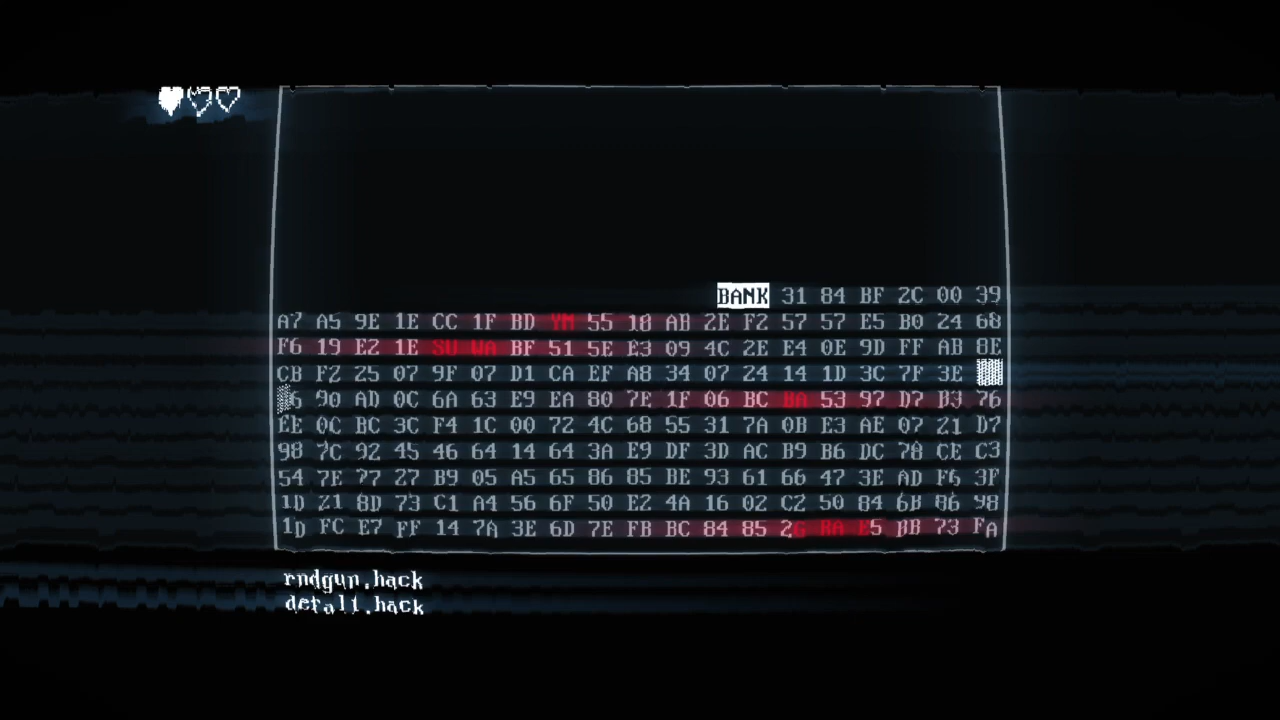 BANK 31 84 BF 2C 00 39
A7 A5 9E 1E CC 1F BD YM 55 18 AB 2E F2 57 57 E5 B0 24 68
F6 19 E2 1E SU WA BF 51 5E E3 09 4C 2E E4 0E 9D FF AB 8E
CB F2 25 07 9F 07 D1 CA EF A8 34 07 24 14 1D 3C 7F 3E
90 AD 0C 6A 63 E9 EA 80 7E 1F 06 BC BA 53 97 D7 B3 76
EE 0C BC 3C F4 1C 00 72 4C 68 55 31 7A 0B E3 AE 07 21 D7
98 7C 92 45 46 64 14 64 3A E9 DF 3D AC B9 B6 DC 78 CE C3
54 7E 77 27 B9 05 A5 65 86 85 BE 93 61 66 47 3E AD F6 3F
1D 21 8D 73 C1 A4 56 6F 50 E2 4A 16 02 C2 50 84 6B 86 98
1D FC E7 FF 14 7A 3E 6D 7E FB BC 84 85 2G RA E5 BB 73 FA
rndgun.hack
defall.hack